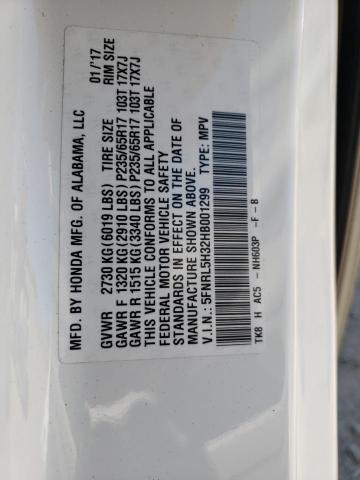 MFD. BY HONDA MFG. OF ALABAMA, LLC 01/'17
GVWR 2730 KG (6019 LBS) TIRE SIZE RIM SIZE
GAWR F 1320 KG (2910 LBS) P235/65R17 103T 17X7J
GAWR R 1515 KG (3340 LBS) P235/65R17 103T 17X7J
THIS VEHICLE CONFORMS TO ALL APPLICABLE
FEDERAL MOTOR VEHICLE SAFETY
STANDARDS IN EFFECT ON THE DATE OF
MANUFACTURE SHOWN ABOVE.
V.I.N.: 5FNRL5H32HB001299 TYPE: MPV
TK8 H AC5 -NH603P -F -B